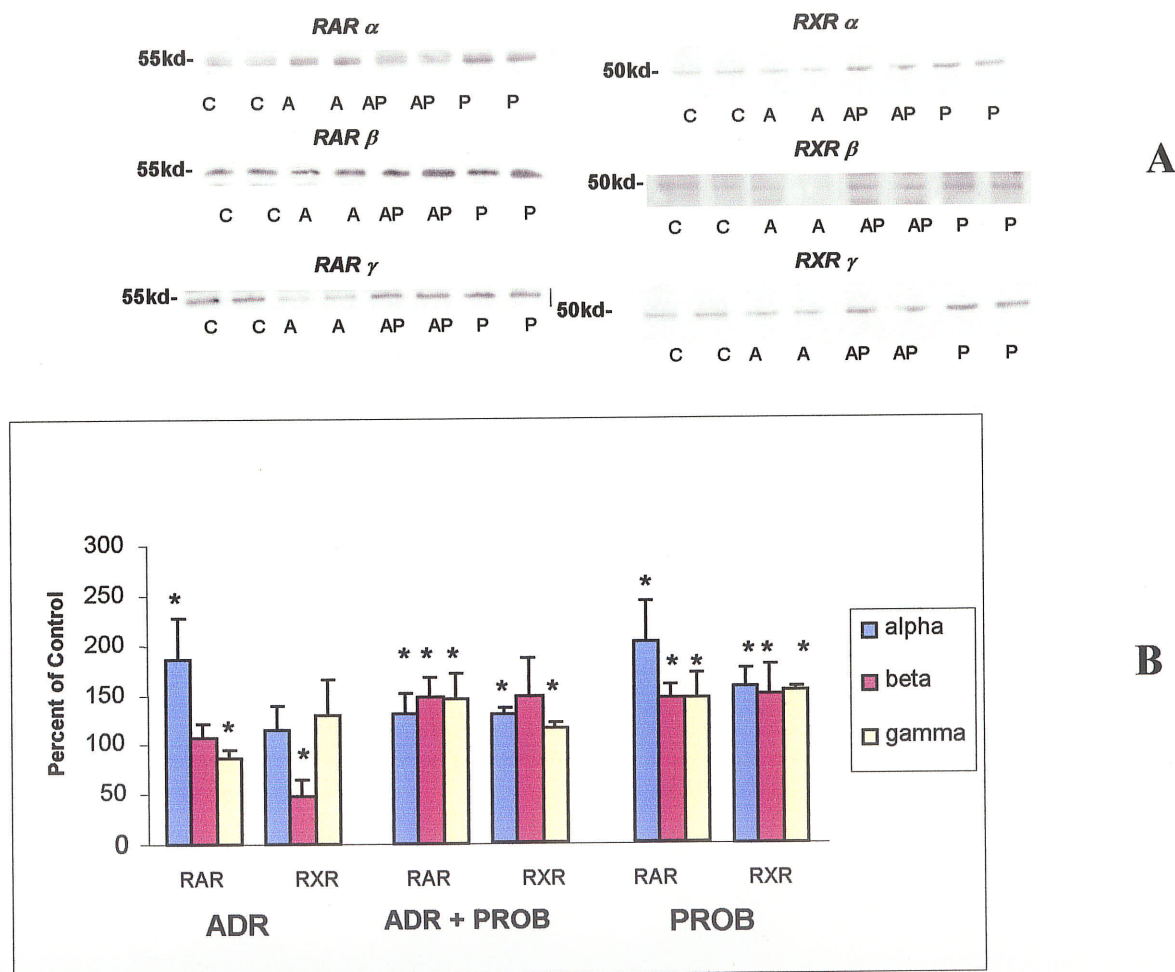 RAR α
55kd-
C C A A AP AP P P
RAR β
55kd-
C C A A AP AP P P
RAR γ
55kd-
C C A A AP AP P P
RXR α
50kd-
C C A A AP AP P P
RXR β
50kd-
C C A A AP AP P P
RXR γ
50kd-
C C A A AP AP P P
A
Percent of Control
300
250
200
150
100
50
0
* * * * * * * * * * * * * *
RAR RXR RAR RXR RAR RXR
ADR ADR + PROB PROB
alpha
beta
gamma
B